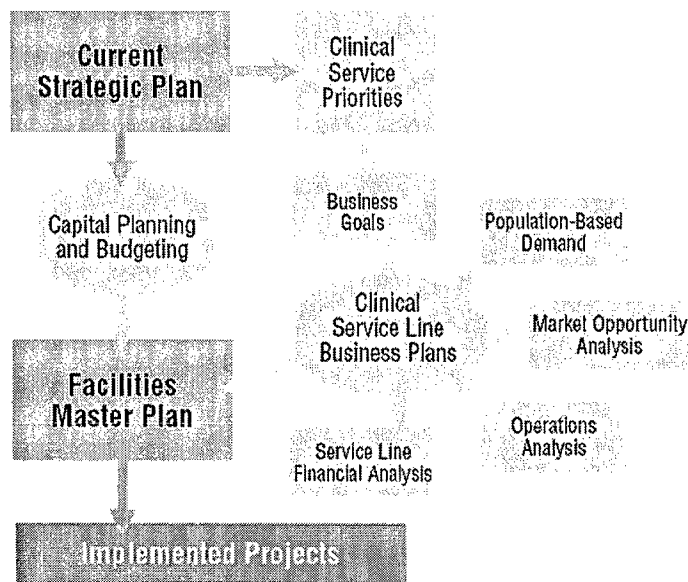 Current
Strategic Plan
Clinical
Service
Priorities
Capital Planning
and Budgeting
Business
Goals
Population-Based
Demand
Clinical
Service Line
Business Plans
Market Opportunity
Analysis
Facilities
Master Plan
Service Line
Financial Analysis
Operations
Analysis
Implemented Projects